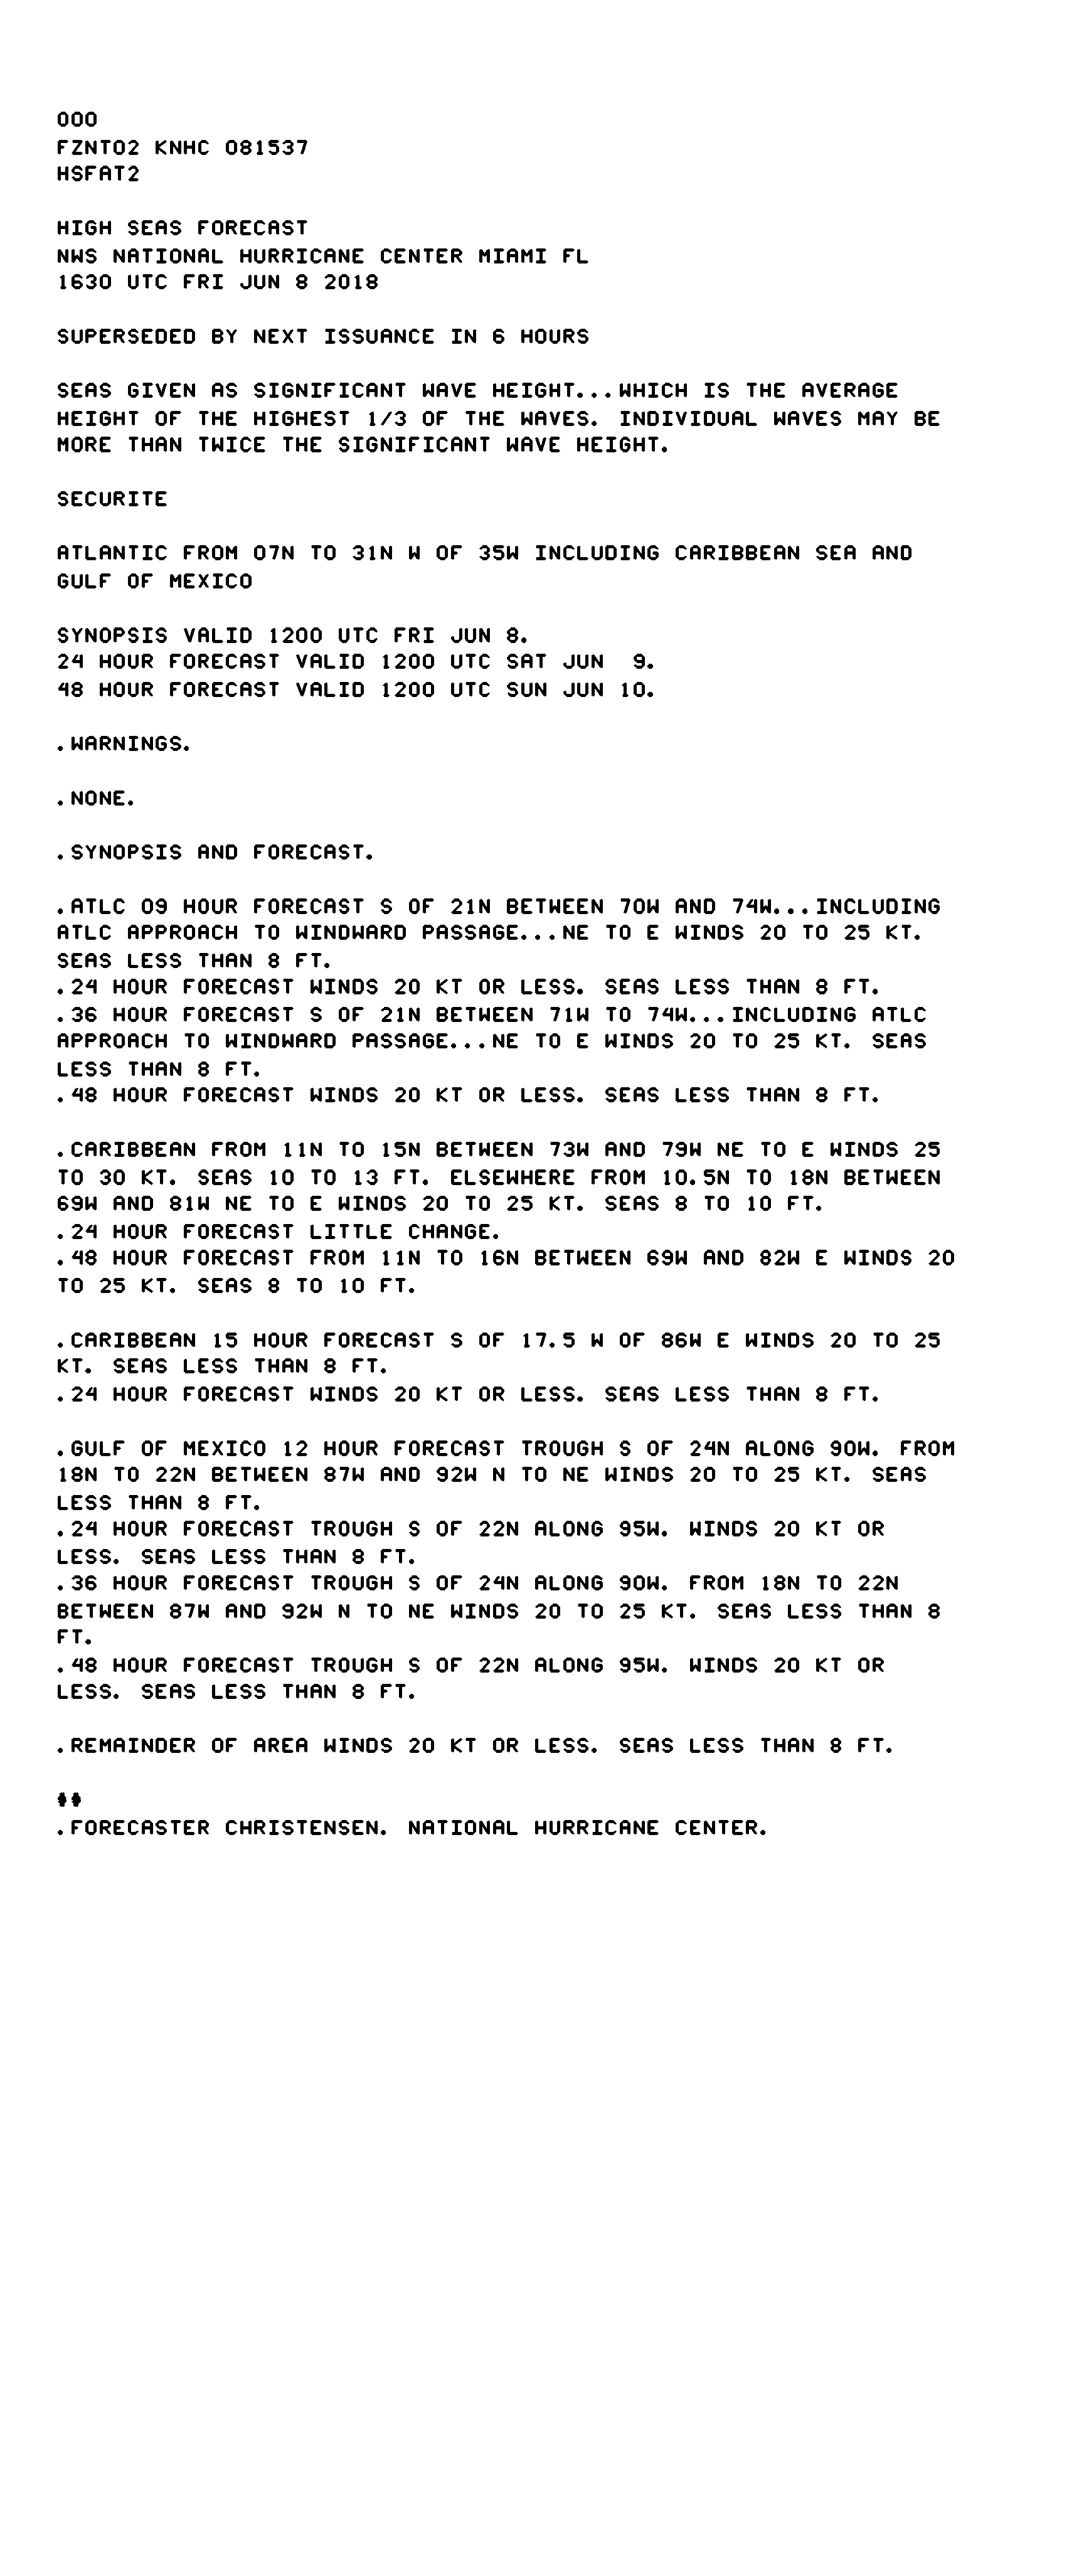 000
FZNT02 KNHC 081537
HSFAT2
HIGH SEAS FORECAST
NWS NATIONAL HURRICANE CENTER MIAMI FL
1630 UTC FRI JUN 8 2018
SUPERSEDED BY NEXT ISSUANCE IN 6 HOURS
SEAS GIVEN AS SIGNIFICANT WAVE HEIGHT...WHICH IS THE AVERAGE
HEIGHT OF THE HIGHEST 1/3 OF THE WAVES. INDIVIDUAL WAVES MAY BE
MORE THAN TWICE THE SIGNIFICANT WAVE HEIGHT.
SECURITE
ATLANTIC FROM 07N TO 31N W OF 35W INCLUDING CARIBBEAN SEA AND
GULF OF MEXICO
SYNOPSIS VALID 1200 UTC FRI JUN 8.
24 HOUR FORECAST VALID 1200 UTC SAT JUN  9.
48 HOUR FORECAST VALID 1200 UTC SUN JUN 10.
.WARNINGS.
.NONE.
.SYNOPSIS AND FORECAST.
.ATLC 09 HOUR FORECAST S OF 21N BETWEEN 70W AND 74W...INCLUDING
ATLC APPROACH TO WINDWARD PASSAGE...NE TO E WINDS 20 TO 25 KT.
SEAS LESS THAN 8 FT.
.24 HOUR FORECAST WINDS 20 KT OR LESS. SEAS LESS THAN 8 FT.
.36 HOUR FORECAST S OF 21N BETWEEN 71W TO 74W...INCLUDING ATLC
APPROACH TO WINDWARD PASSAGE...NE TO E WINDS 20 TO 25 KT. SEAS
LESS THAN 8 FT.
.48 HOUR FORECAST WINDS 20 KT OR LESS. SEAS LESS THAN 8 FT.
.CARIBBEAN FROM 11N TO 15N BETWEEN 73W AND 79W NE TO E WINDS 25
TO 30 KT. SEAS 10 TO 13 FT. ELSEWHERE FROM 10.5N TO 18N BETWEEN
69W AND 81W NE TO E WINDS 20 TO 25 KT. SEAS 8 TO 10 FT.
.24 HOUR FORECAST LITTLE CHANGE.
.48 HOUR FORECAST FROM 11N TO 16N BETWEEN 69W AND 82W E WINDS 20
TO 25 KT. SEAS 8 TO 10 FT.
.CARIBBEAN 15 HOUR FORECAST S OF 17.5 W OF 86W E WINDS 20 TO 25
KT. SEAS LESS THAN 8 FT.
.24 HOUR FORECAST WINDS 20 KT OR LESS. SEAS LESS THAN 8 FT.
.GULF OF MEXICO 12 HOUR FORECAST TROUGH S OF 24N ALONG 90W. FROM
18N TO 22N BETWEEN 87W AND 92W N TO NE WINDS 20 TO 25 KT. SEAS
LESS THAN 8 FT.
.24 HOUR FORECAST TROUGH S OF 22N ALONG 95W. WINDS 20 KT OR
LESS. SEAS LESS THAN 8 FT.
.36 HOUR FORECAST TROUGH S OF 24N ALONG 90W. FROM 18N TO 22N
BETWEEN 87W AND 92W N TO NE WINDS 20 TO 25 KT. SEAS LESS THAN 8
FT.
.48 HOUR FORECAST TROUGH S OF 22N ALONG 95W. WINDS 20 KT OR
LESS. SEAS LESS THAN 8 FT.
.REMAINDER OF AREA WINDS 20 KT OR LESS. SEAS LESS THAN 8 FT.
$$
.FORECASTER CHRISTENSEN. NATIONAL HURRICANE CENTER.